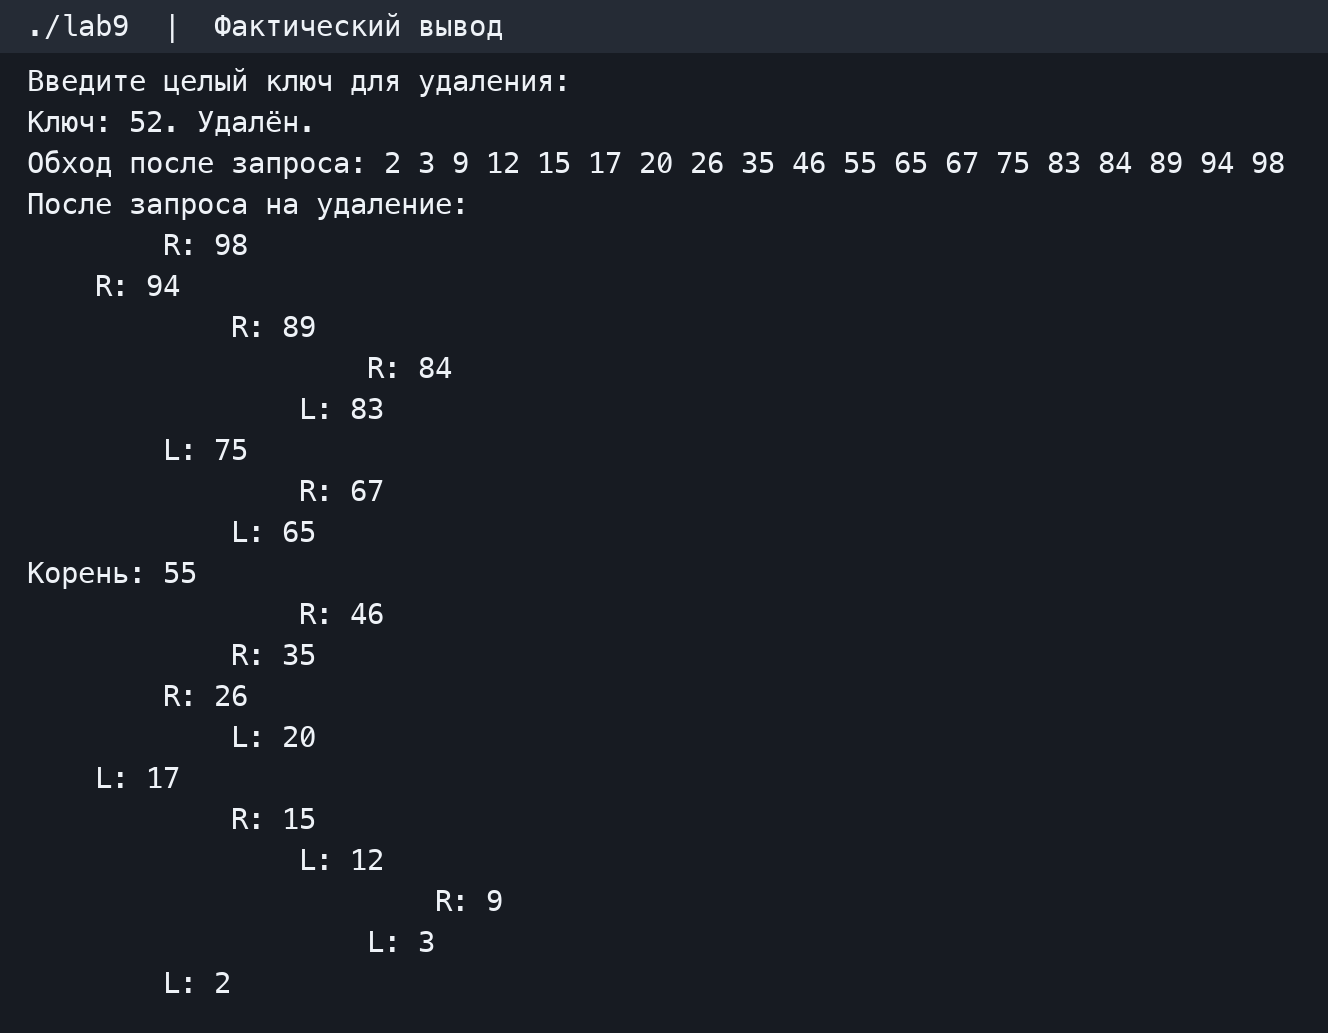 ./lab9  |  Фактический вывод
Введите целый ключ для удаления:
Ключ: 52. Удалён.
Обход после запроса: 2 3 9 12 15 17 20 26 35 46 55 65 67 75 83 84 89 94 98
После запроса на удаление:
        R: 98
    R: 94
            R: 89
                    R: 84
                L: 83
        L: 75
                R: 67
            L: 65
Корень: 55
                R: 46
            R: 35
        R: 26
            L: 20
    L: 17
            R: 15
                L: 12
                        R: 9
                    L: 3
        L: 2